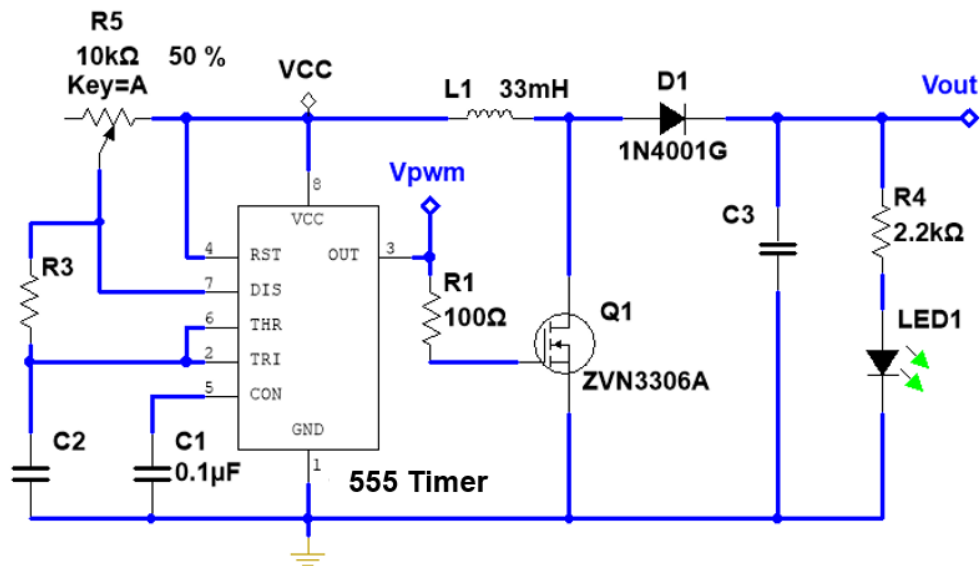 R5
10kΩ 50 %
Key=A
VCC
L1 33mH
D1
1N4001G
Vout
Vpwm
8
VCC
4 RST OUT 3
7 DIS
6 THR
2 TRI
5 CON
GND
1
R3
R1
100Ω
Q1
ZVN3306A
C3
R4
2.2kΩ
LED1
C2
C1
0.1µF
555 Timer